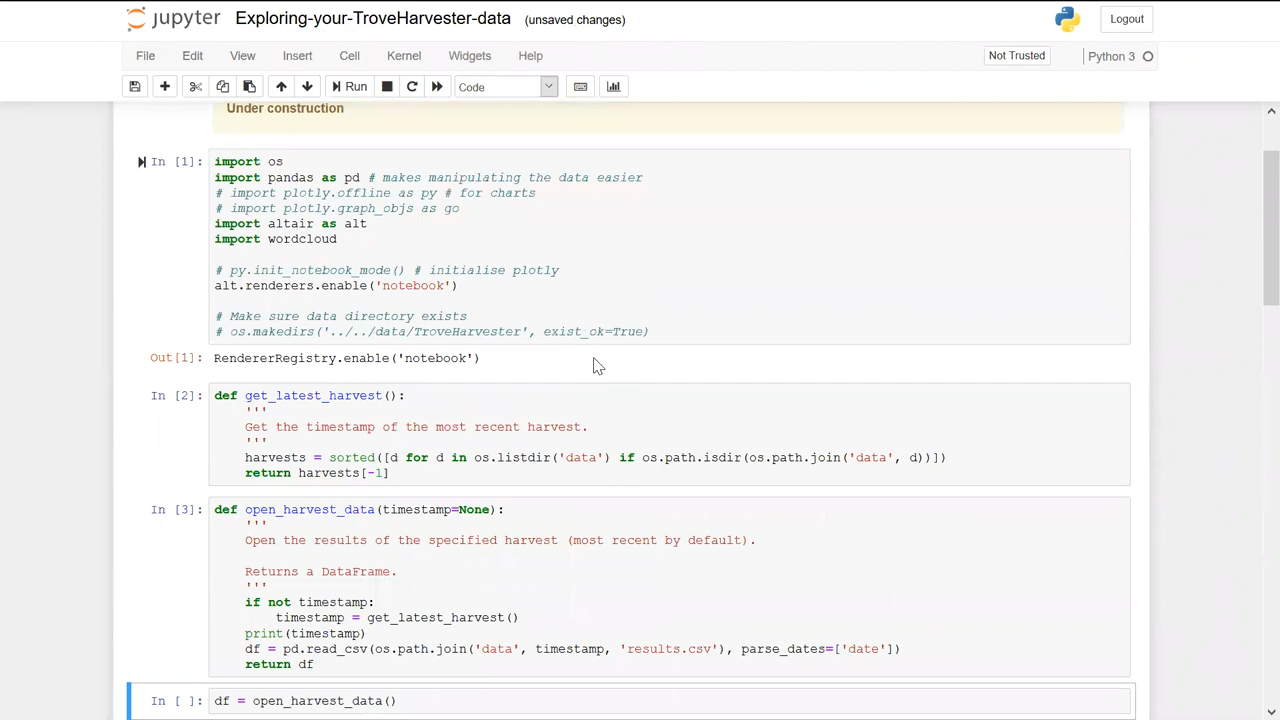 jupyter Exploring-your-TroveHarvester-data (unsaved changes) Logout
File Edit View Insert Cell Kernel Widgets Help Not Trusted Python 3
Run Code
Under construction
In [1]: import os
import pandas as pd # makes manipulating the data easier
# import plotly.offline as py # for charts
# import plotly.graph_objs as go
import altair as alt
import wordcloud
# py.init_notebook_mode() # initialise plotly
alt.renderers.enable('notebook')
# Make sure data directory exists
# os.makedirs('../../data/TroveHarvester', exist_ok=True)
Out[1]: RendererRegistry.enable('notebook')
In [2]: def get_latest_harvest():
'''
Get the timestamp of the most recent harvest.
'''
harvests = sorted([d for d in os.listdir('data') if os.path.isdir(os.path.join('data', d))])
return harvests[-1]
In [3]: def open_harvest_data(timestamp=None):
'''
Open the results of the specified harvest (most recent by default).
Returns a DataFrame.
'''
if not timestamp:
timestamp = get_latest_harvest()
print(timestamp)
df = pd.read_csv(os.path.join('data', timestamp, 'results.csv'), parse_dates=['date'])
return df
In [ ]: df = open_harvest_data()